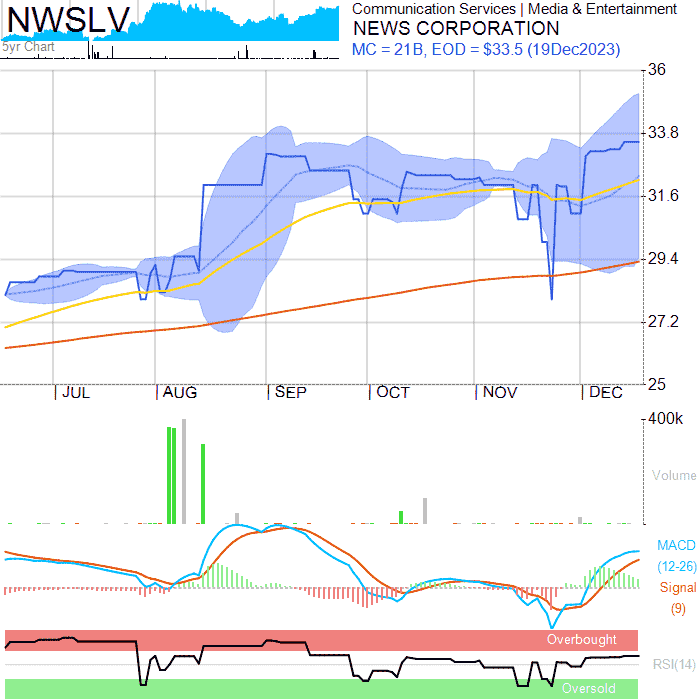 NWSLV
5yr Chart
Communication Services | Media & Entertainment
NEWS CORPORATION
MC = 21B, EOD = $33.5 (19Dec2023)
36
33.8
31.6
29.4
27.2
25
| JUL | AUG | SEP | OCT | NOV | DEC
400k
Volume
MACD
(12-26)
Signal
(9)
Overbought
RSI(14)
Oversold